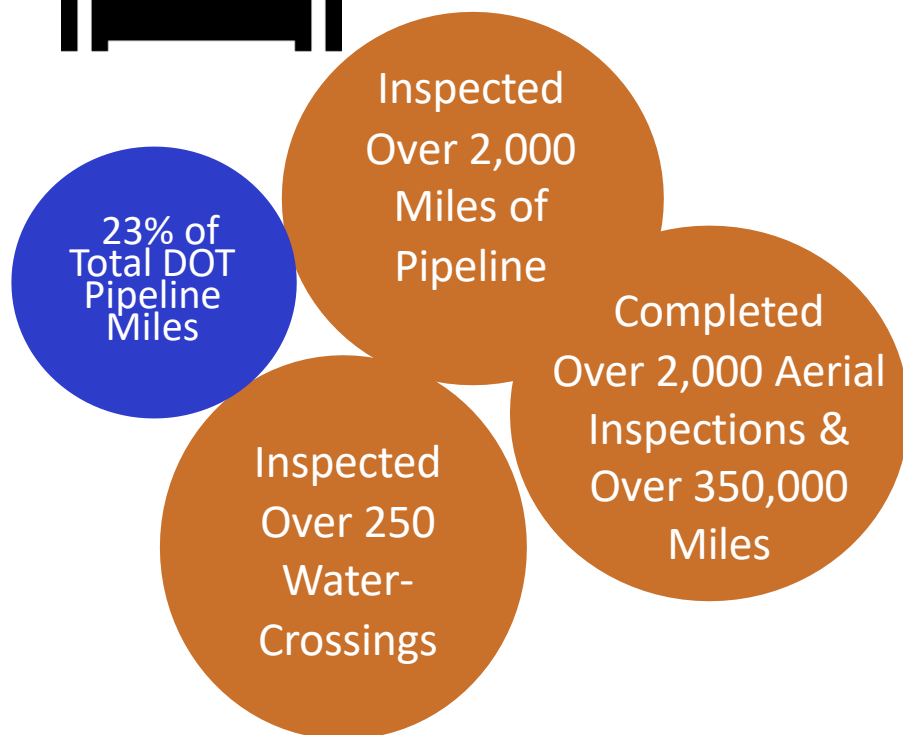 Inspected
Over 2,000
Miles of
Pipeline
23% of
Total DOT
Pipeline
Miles
Completed
Over 2,000 Aerial
Inspections &
Over 350,000
Miles
Inspected
Over 250
Water-
Crossings